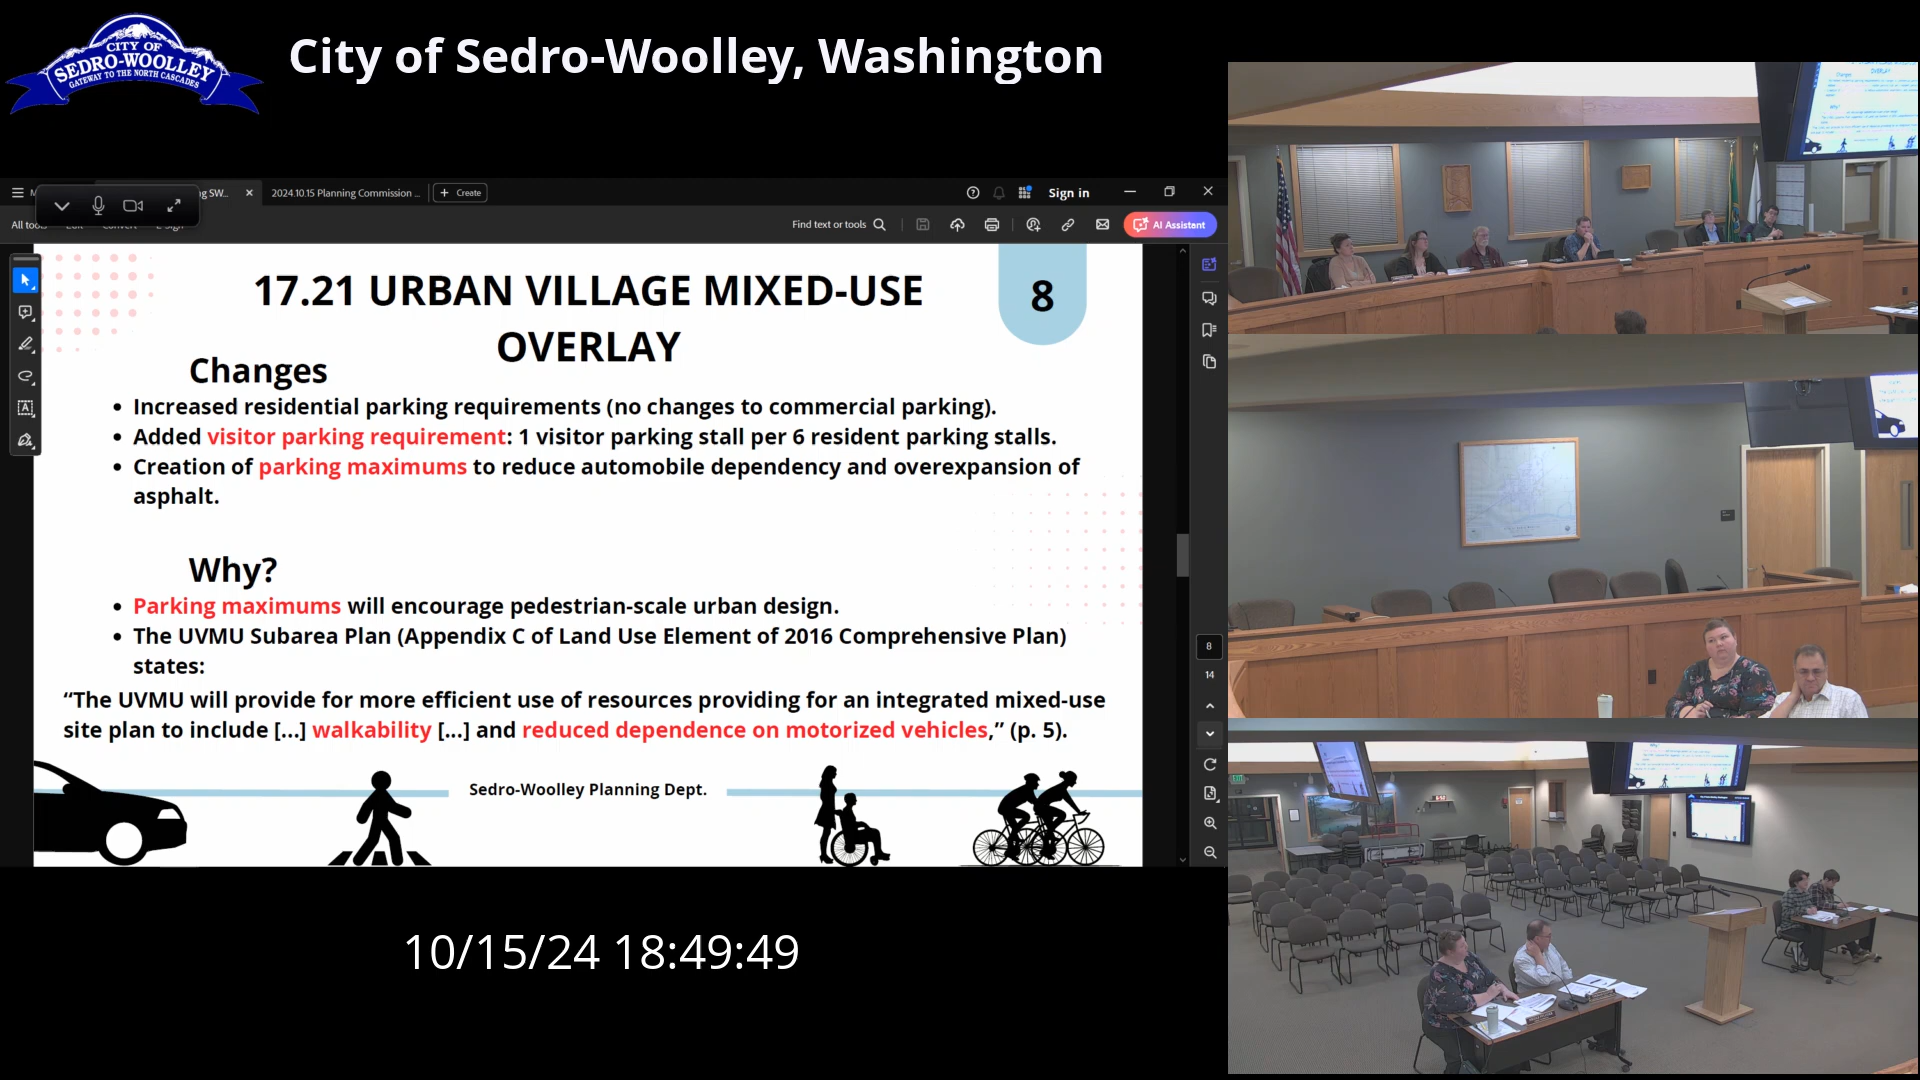 CITY OF
SEDRO-WOOLLEY
GATEWAY TO THE NORTH CASCADES
City of Sedro-Woolley, Washington
ng SW...
2024.10.15 Planning Commission ...
Create
Sign in
All tools
Find text or tools
AI Assistant
17.21 URBAN VILLAGE MIXED-USE
OVERLAY
8
Changes
• Increased residential parking requirements (no changes to commercial parking).
• Added visitor parking requirement: 1 visitor parking stall per 6 resident parking stalls.
• Creation of parking maximums to reduce automobile dependency and overexpansion of
asphalt.
Why?
• Parking maximums will encourage pedestrian-scale urban design.
• The UVMU Subarea Plan (Appendix C of Land Use Element of 2016 Comprehensive Plan)
states:
“The UVMU will provide for more efficient use of resources providing for an integrated mixed-use
site plan to include [...] walkability [...] and reduced dependence on motorized vehicles,” (p. 5).
Sedro-Woolley Planning Dept.
8
14
10/15/24 18:49:49